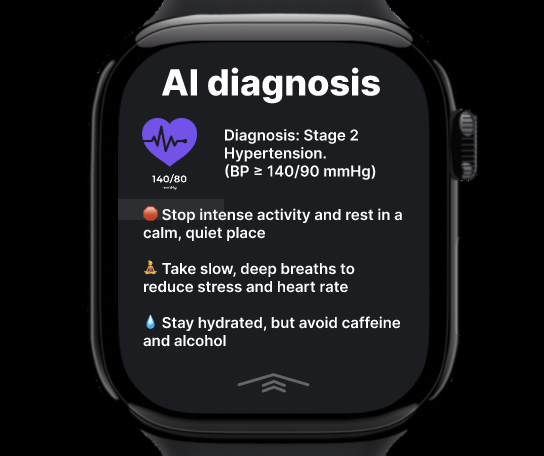 AI diagnosis
Diagnosis: Stage 2
Hypertension.
(BP ≥ 140/90 mmHg)
140/80
mmHg
🛑 Stop intense activity and rest in a
calm, quiet place
🧘 Take slow, deep breaths to
reduce stress and heart rate
💧 Stay hydrated, but avoid caffeine
and alcohol